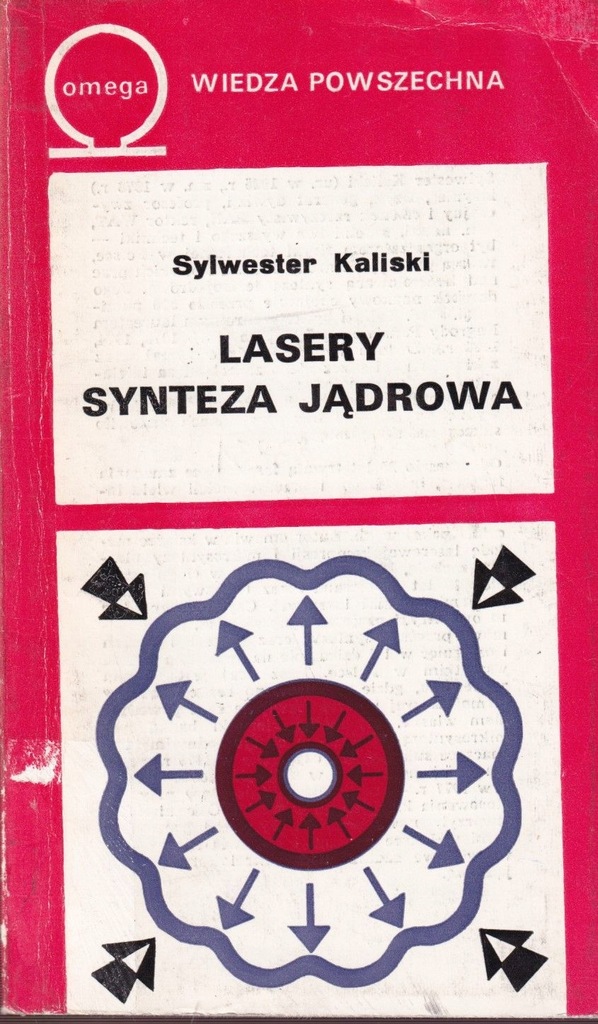 omega
WIEDZA POWSZECHNA
Sylwester Kaliski
LASERY
SYNTEZA JĄDROWA